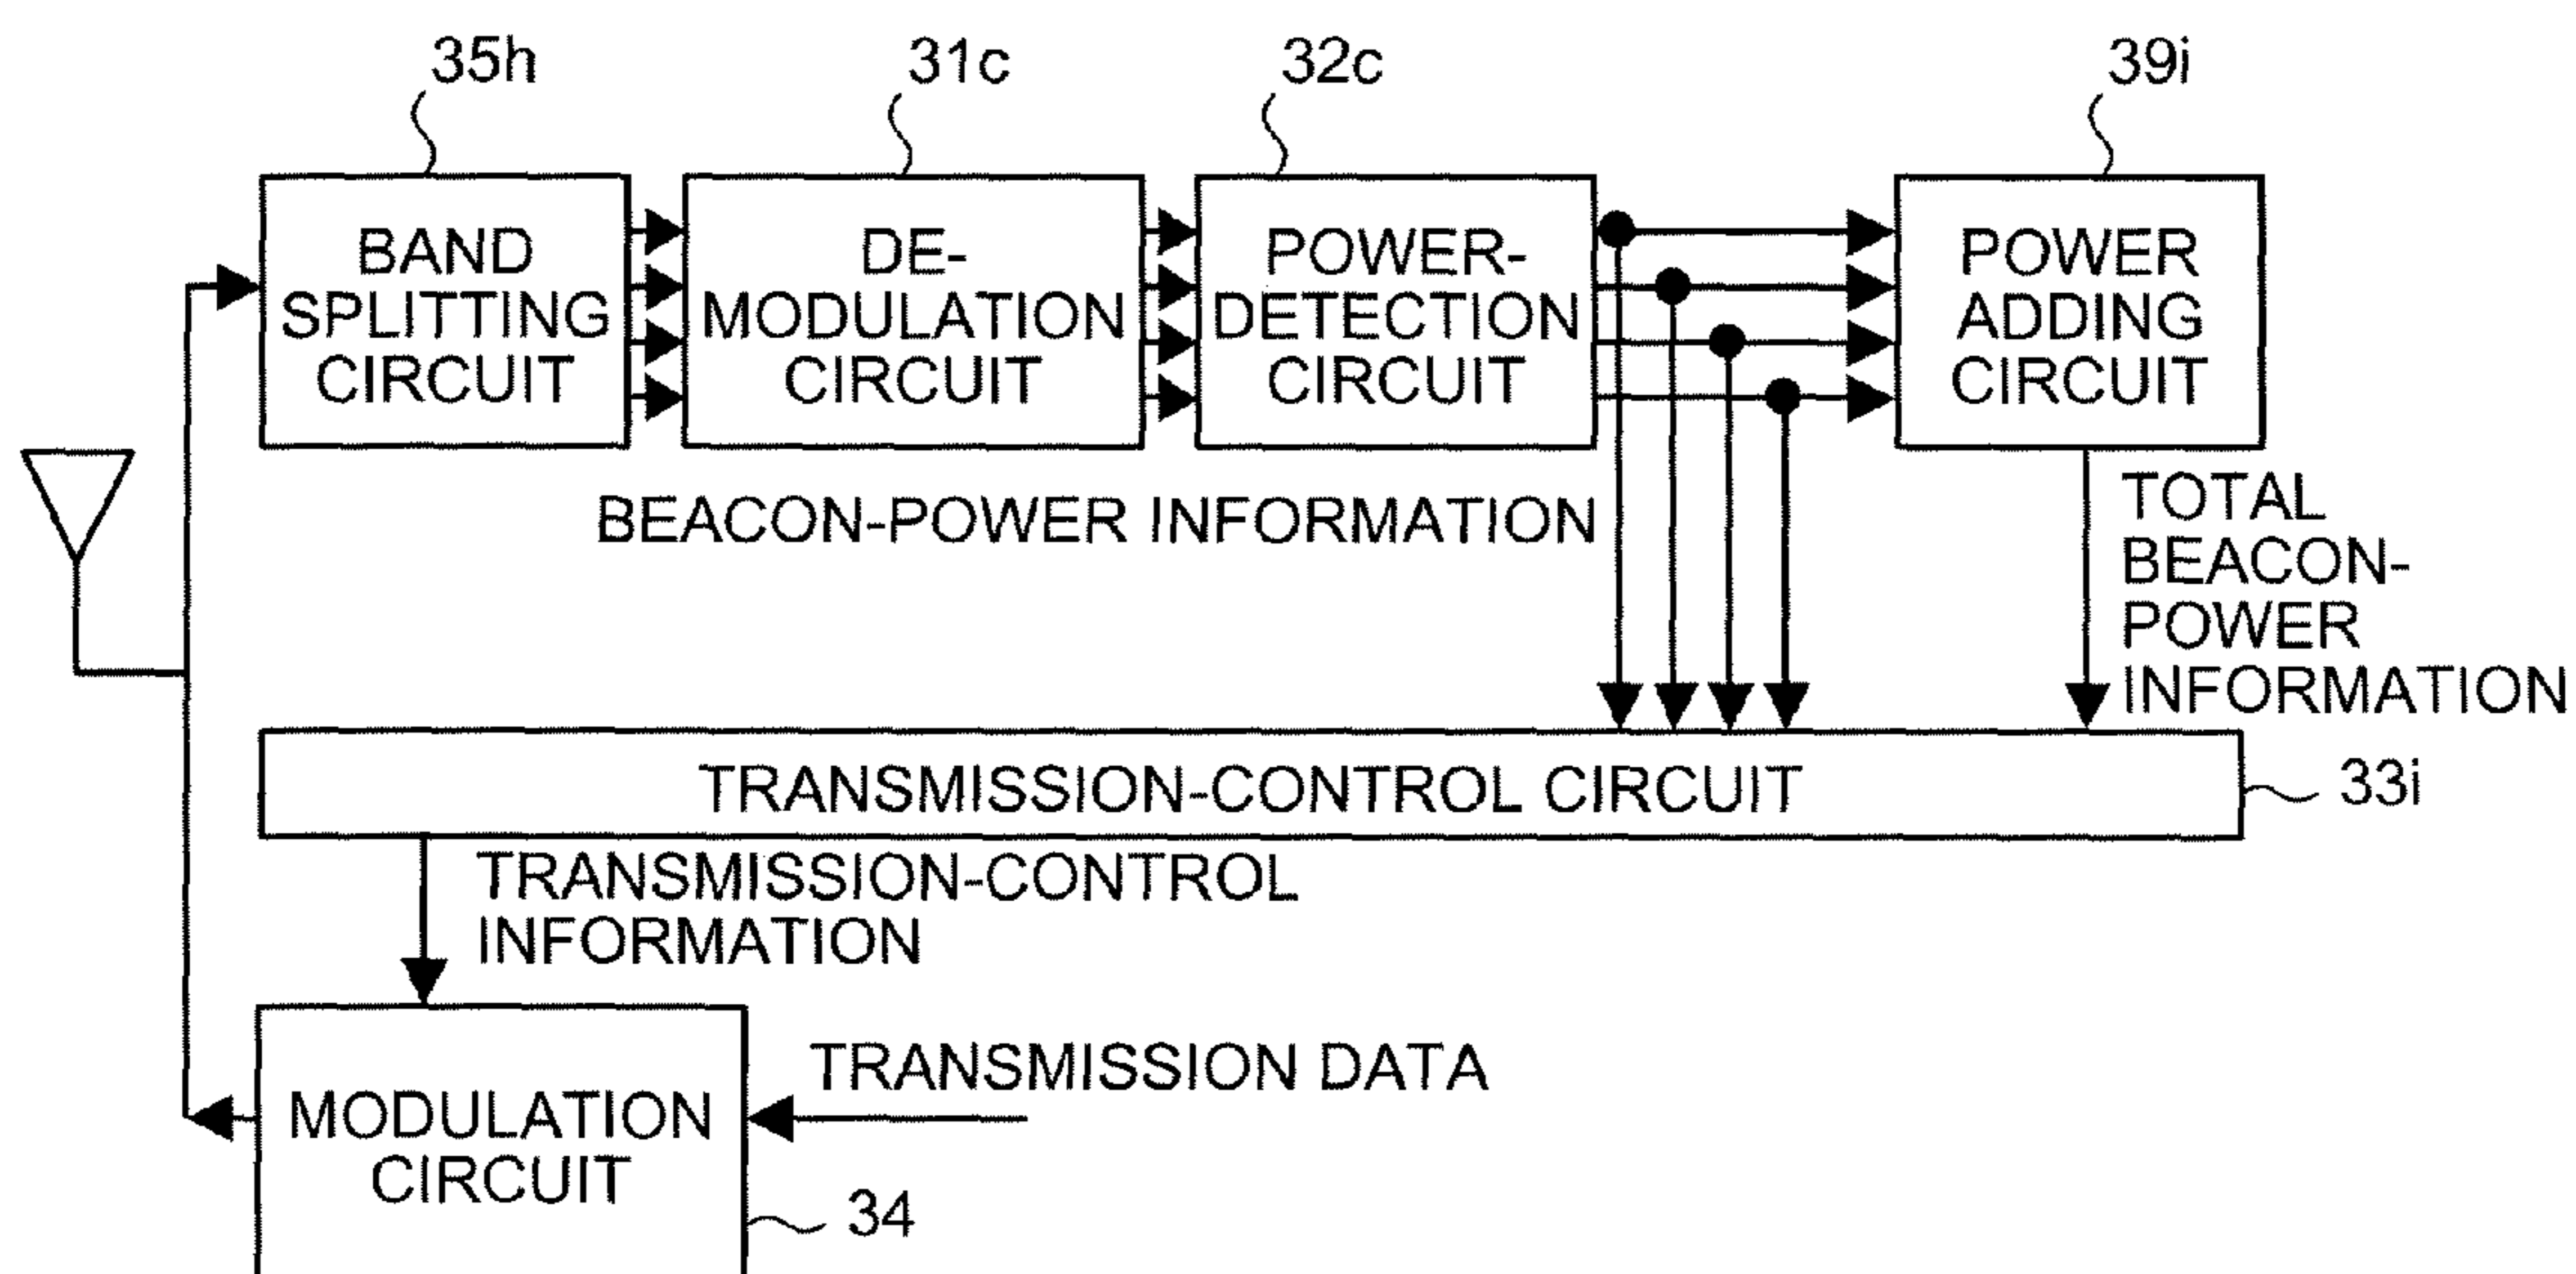 35h
31c
32c
39i
BAND
SPLITTING
CIRCUIT
DE-
MODULATION
CIRCUIT
POWER-
DETECTION
CIRCUIT
POWER
ADDING
CIRCUIT
BEACON-POWER INFORMATION
TOTAL
BEACON-
POWER
INFORMATION
TRANSMISSION-CONTROL CIRCUIT
33i
TRANSMISSION-CONTROL
INFORMATION
TRANSMISSION DATA
MODULATION
CIRCUIT
34